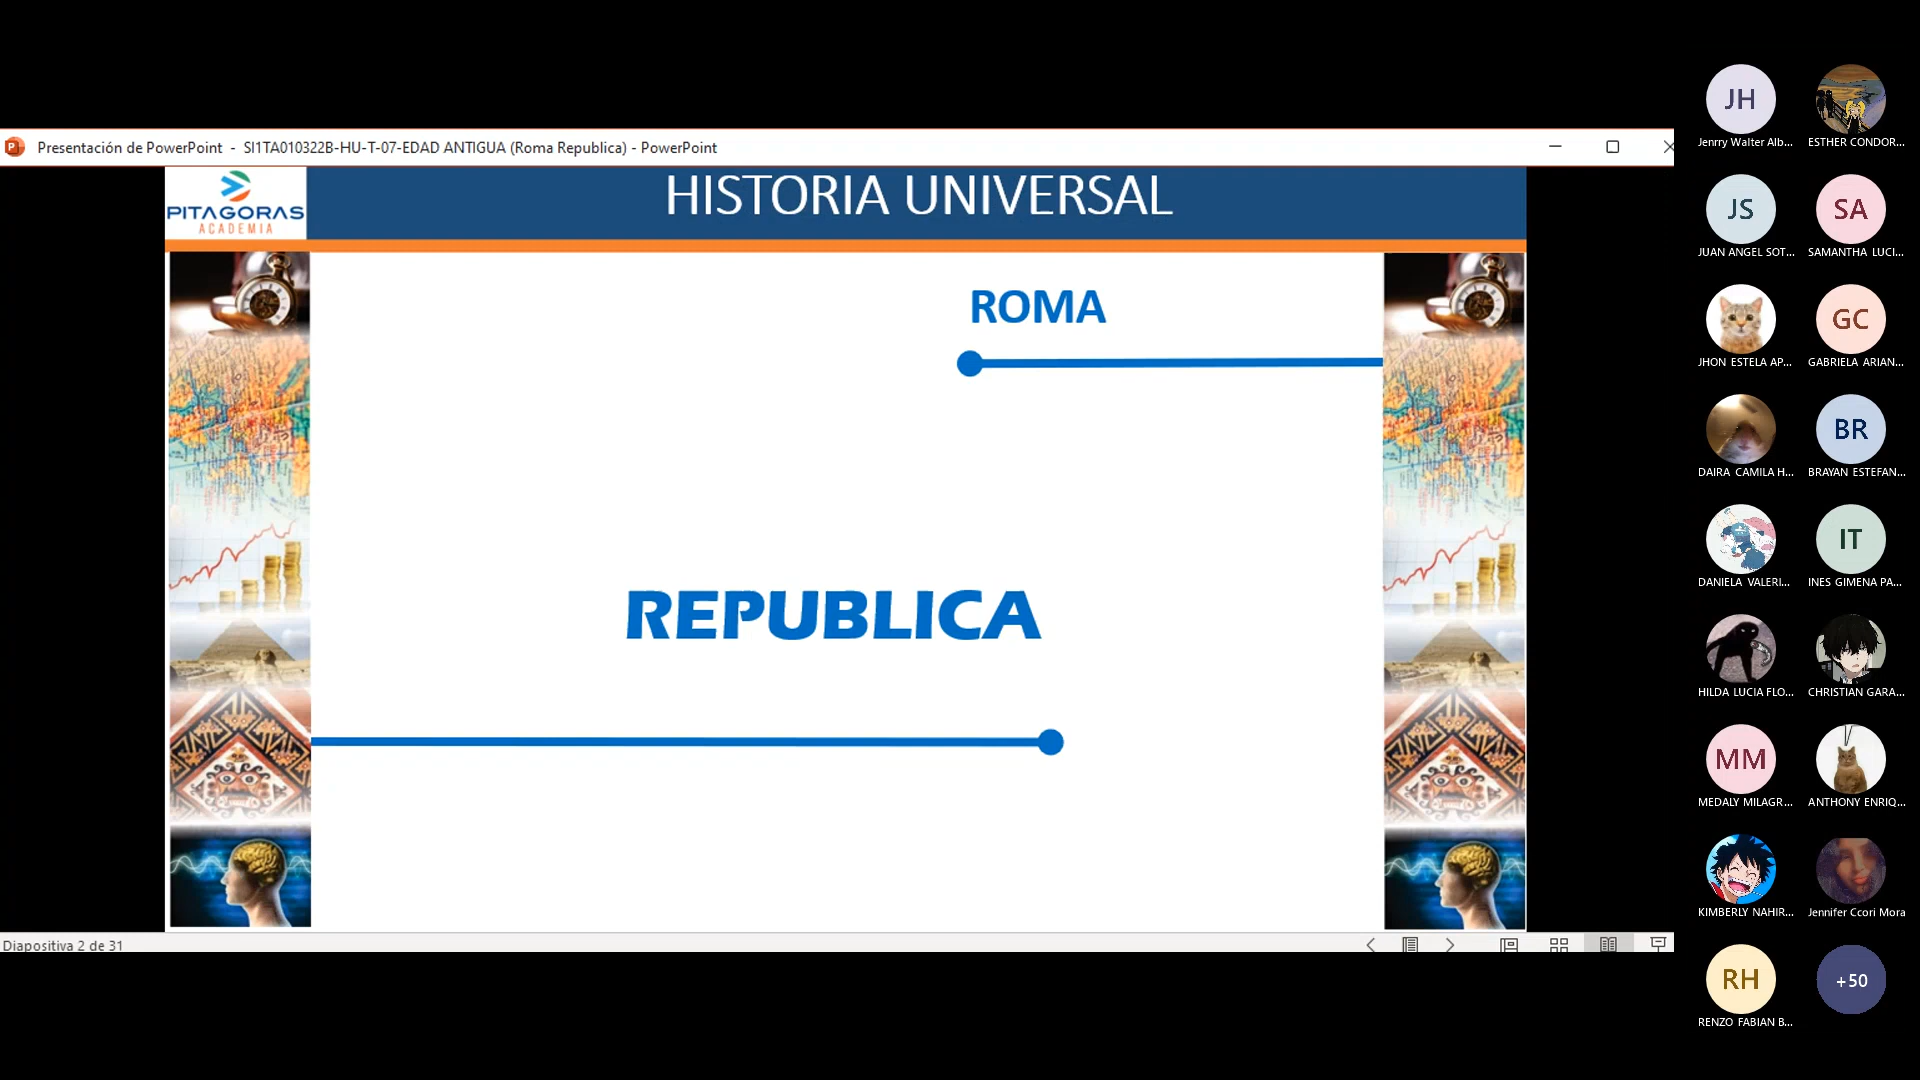 Presentación de PowerPoint - SI1TA010322B-HU-T-07-EDAD ANTIGUA (Roma Republica) - PowerPoint
PITAGORAS
ACADEMIA
HISTORIA UNIVERSAL
ROMA
REPUBLICA
Diapositiva 2 de 31
JH
Jenrry Walter Alb...
ESTHER CONDOR...
JS
JUAN ANGEL SOT...
SA
SAMANTHA LUCI...
JHON ESTELA AP...
GC
GABRIELA ARIAN...
DAIRA CAMILA H...
BR
BRAYAN ESTEFAN...
DANIELA VALERI...
IT
INES GIMENA PA...
HILDA LUCIA FLO...
CHRISTIAN GARA...
MM
MEDALY MILAGR...
ANTHONY ENRIQ...
KIMBERLY NAHIR...
Jennifer Ccori Mora
RH
RENZO FABIAN B...
+50